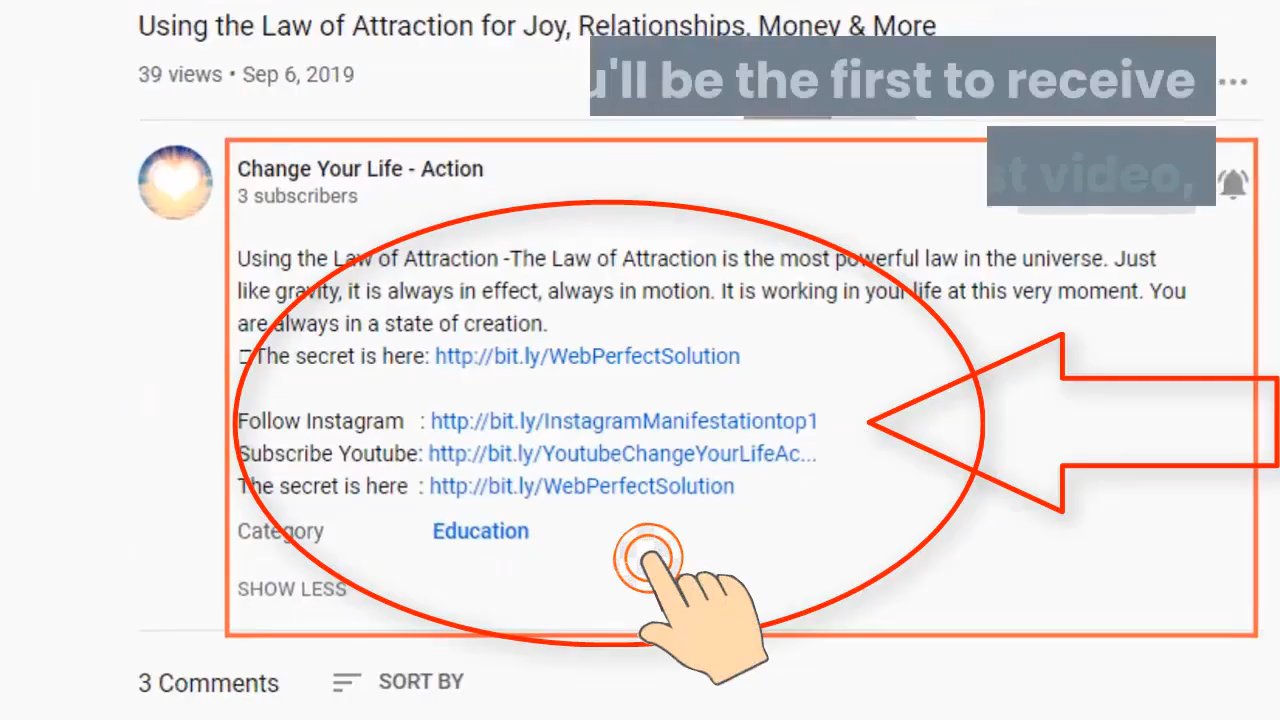 Using the Law of Attraction for Joy, Relationships, Money & More
39 views • Sep 6, 2019
'll be the first to receive
video,
Change Your Life - Action
3 subscribers
Using the Law of Attraction -The Law of Attraction is the most powerful law in the universe. Just
like gravity, it is always in effect, always in motion. It is working in your life at this very moment. You
are always in a state of creation.
The secret is here: http://bit.ly/WebPerfectSolution
Follow Instagram : http://bit.ly/InstagramManifestationtop1
Subscribe Youtube: http://bit.ly/YoutubeChangeYourLifeAc...
The secret is here : http://bit.ly/WebPerfectSolution
Category Education
SHOW LESS
3 Comments SORT BY